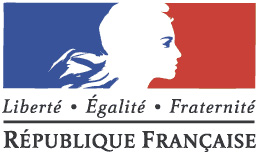 Liberté • Égalité • Fraternité
RÉPUBLIQUE FRANÇAISE